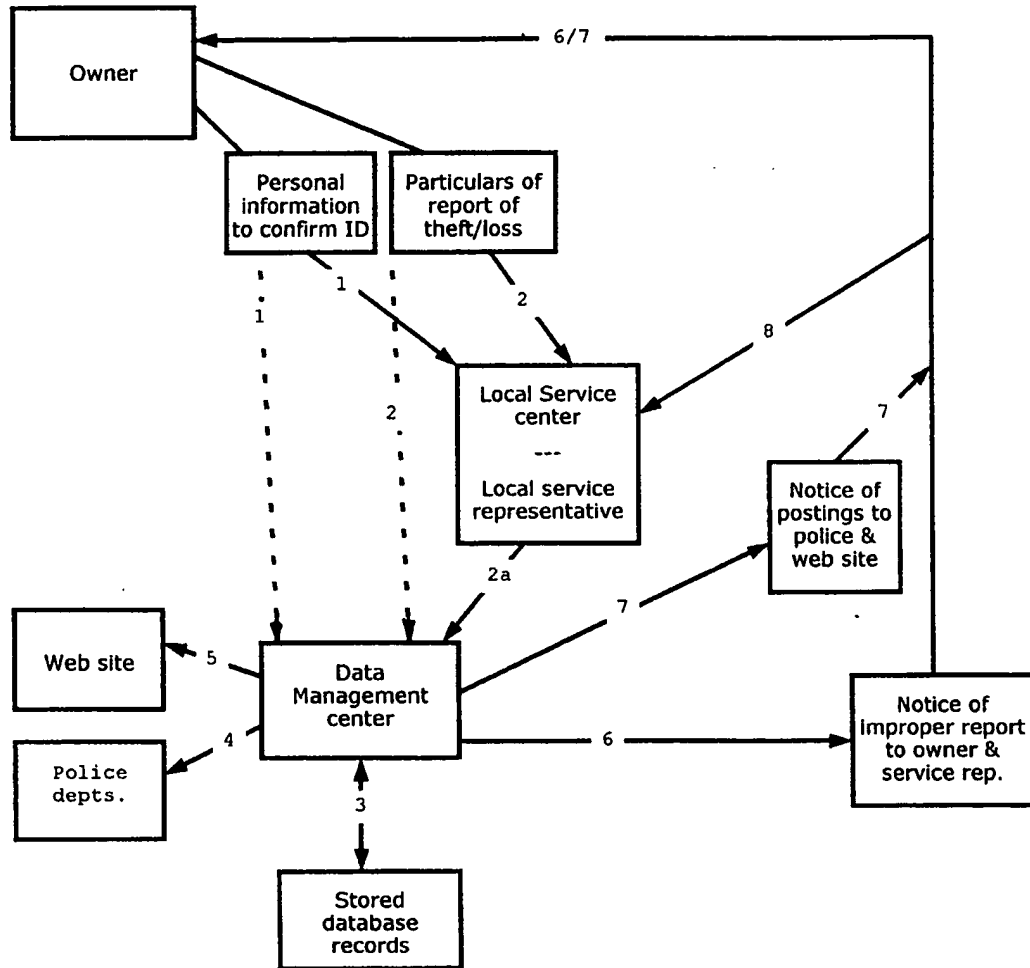 6/7
Owner
Personal
information
to confirm ID
Particulars of
report of
theft/loss
1
2
1
8
Local Service
center
---
Local service
representative
2
7
Notice of
postings to
police &
web site
2a
7
Web site
5
Data
Management
center
Notice of
improper report
to owner &
service rep.
4
6
Police
depts.
3
Stored
database
records